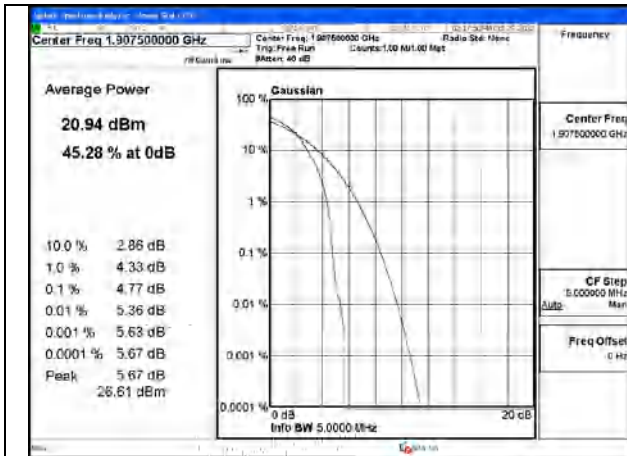 Center Freq 1.907500000 GHz
Center Freq: 1.907500000 GHz
Radio Std: None
Trig: Free Run
Counts:1.00 M/1.00 Mpt
#Atten: 40 dB
Frequency
Average Power
20.94 dBm
45.28 % at 0dB
10.0 % 2.86 dB
1.0 % 4.33 dB
0.1 % 4.77 dB
0.01 % 5.36 dB
0.001 % 5.63 dB
0.0001 % 5.67 dB
Peak 5.67 dB
26.61 dBm
Gaussian
100 %
10 %
1 %
0.1 %
0.01 %
0.001 %
0.0001 %
0 dB
20 dB
Info BW 5.0000 MHz
Center Freq
1.907500000 GHz
CF Step
5.000000 MHz
Auto Man
Freq Offset
0 Hz